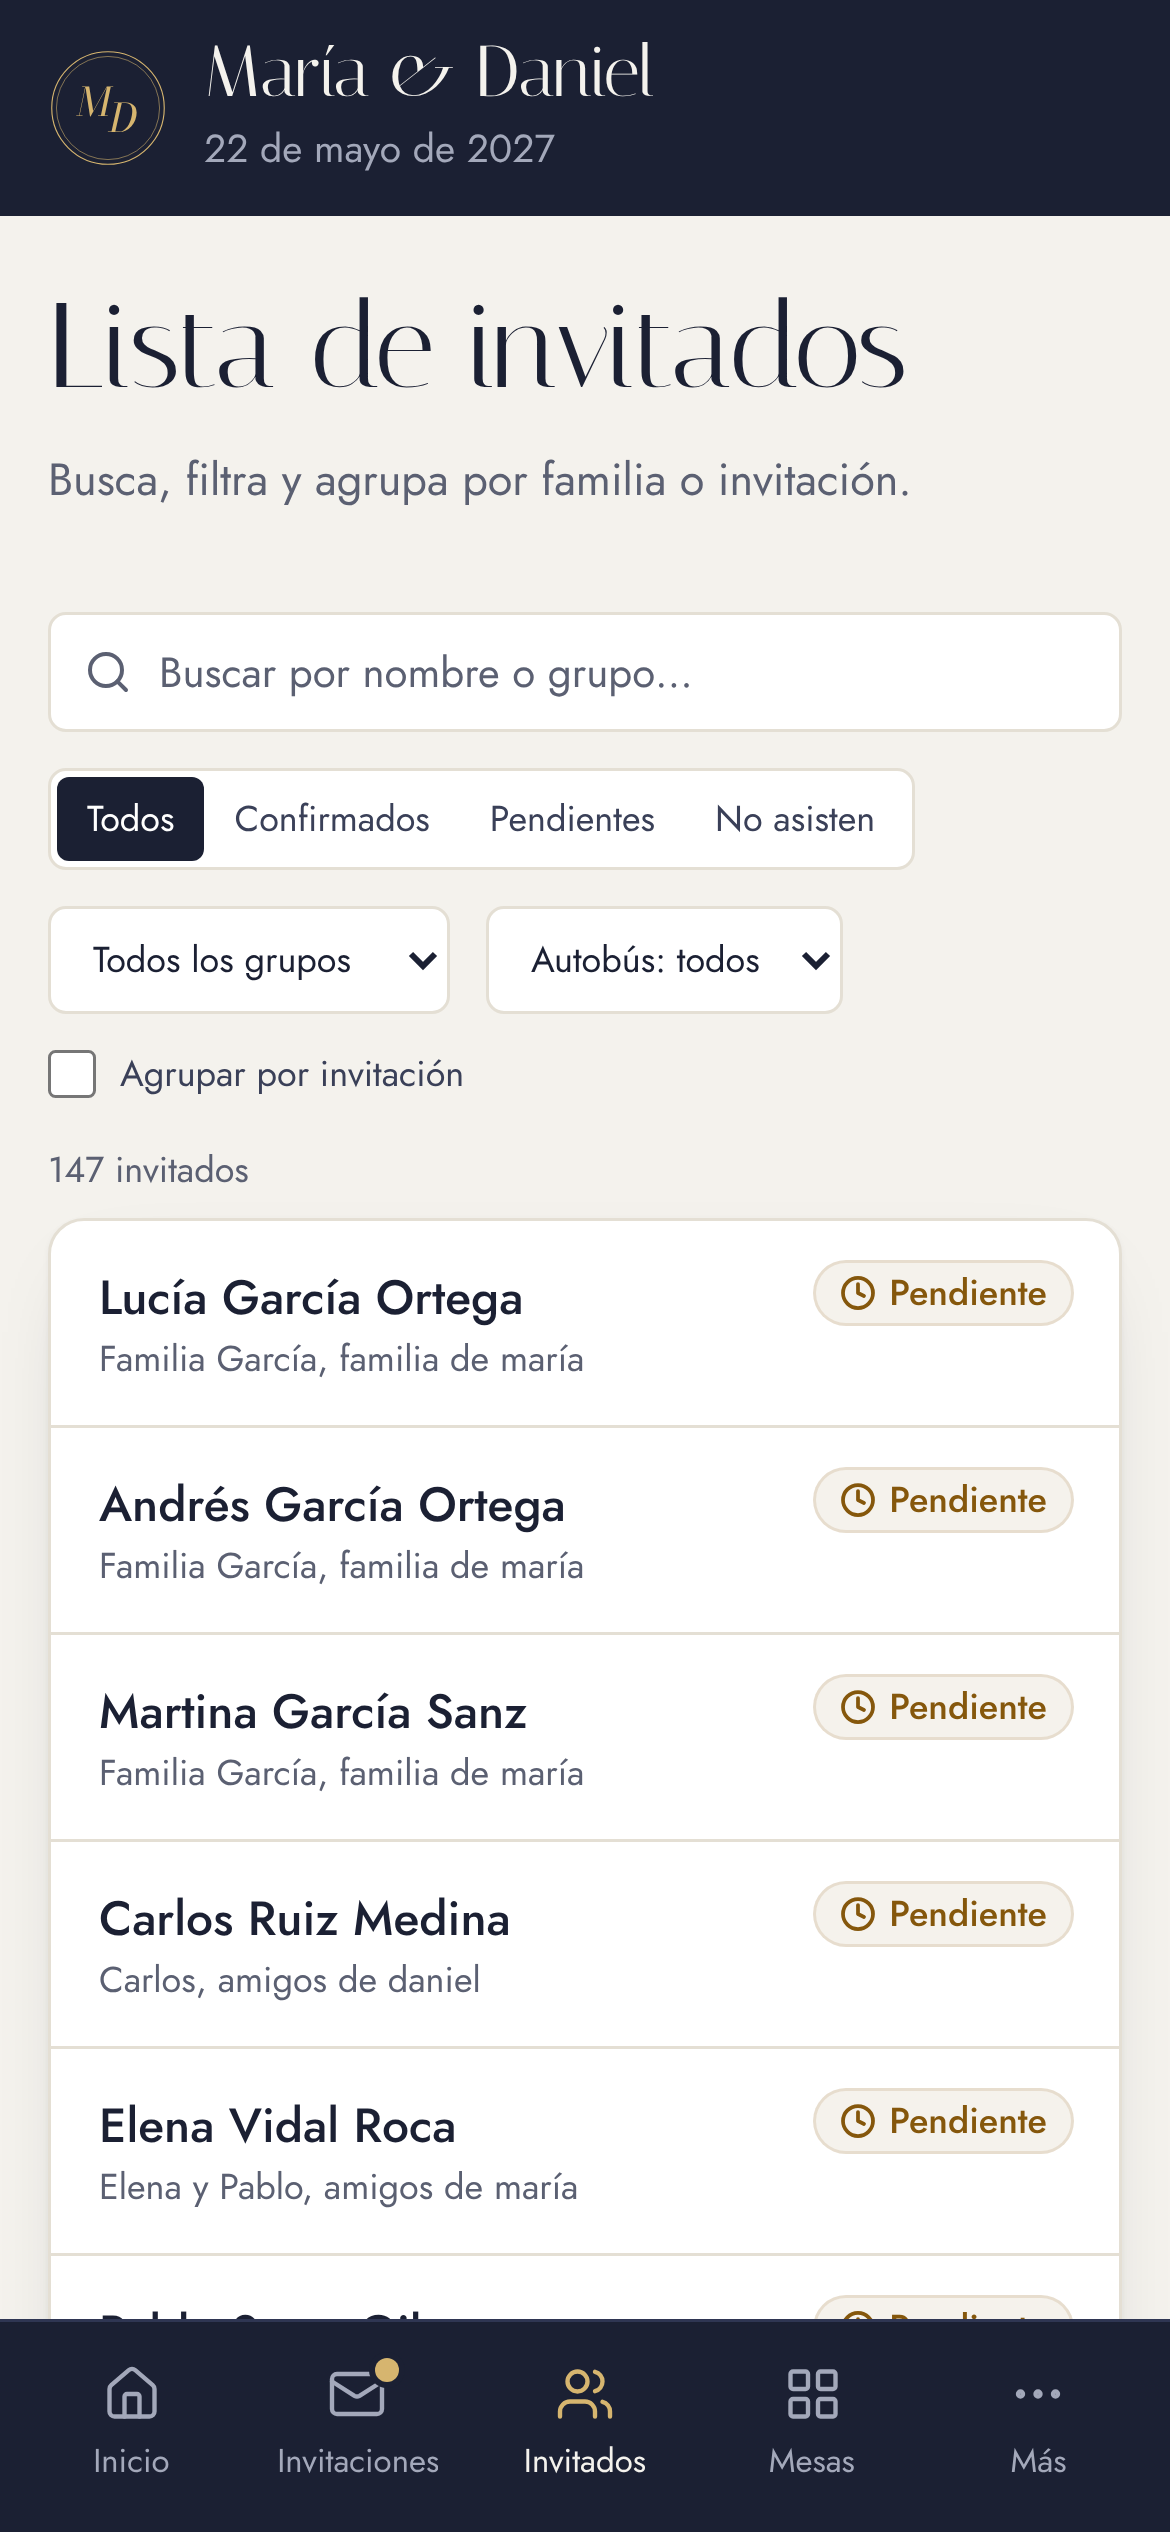 MD
María & Daniel
22 de mayo de 2027
Lista de invitados
Busca, filtra y agrupa por familia o invitación.
Buscar por nombre o grupo...
Todos Confirmados Pendientes No asisten
Todos los grupos Autobús: todos
Agrupar por invitación
147 invitados
Lucía García Ortega Pendiente
Familia García, familia de maría
Andrés García Ortega Pendiente
Familia García, familia de maría
Martina García Sanz Pendiente
Familia García, familia de maría
Carlos Ruiz Medina Pendiente
Carlos, amigos de daniel
Elena Vidal Roca Pendiente
Elena y Pablo, amigos de maría
Inicio Invitaciones Invitados Mesas Más